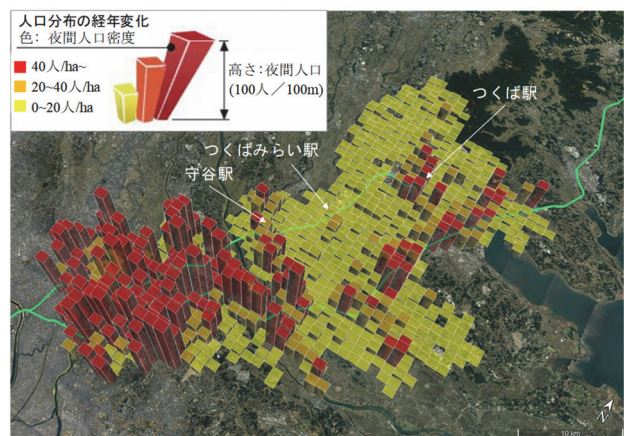 人口分布の経年変化
色：夜間人口密度
40人/ha~
20~40人/ha
0~20人/ha
高さ：夜間人口
(100人／100m)
つくば駅
つくばみらい駅
守谷駅
N
10 km